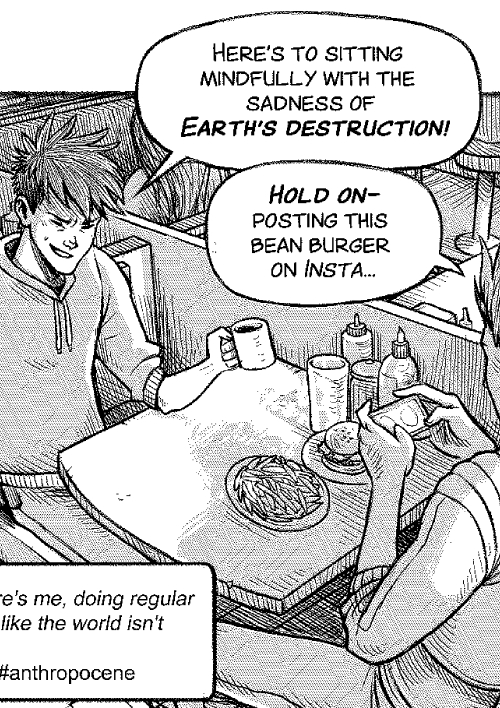 HERE'S TO SITTING
MINDFULLY WITH THE
SADNESS OF
EARTH'S DESTRUCTION!
HOLD ON-
POSTING THIS
BEAN BURGER
ON INSTA...
re's me, doing regular
like the world isn't
#anthropocene